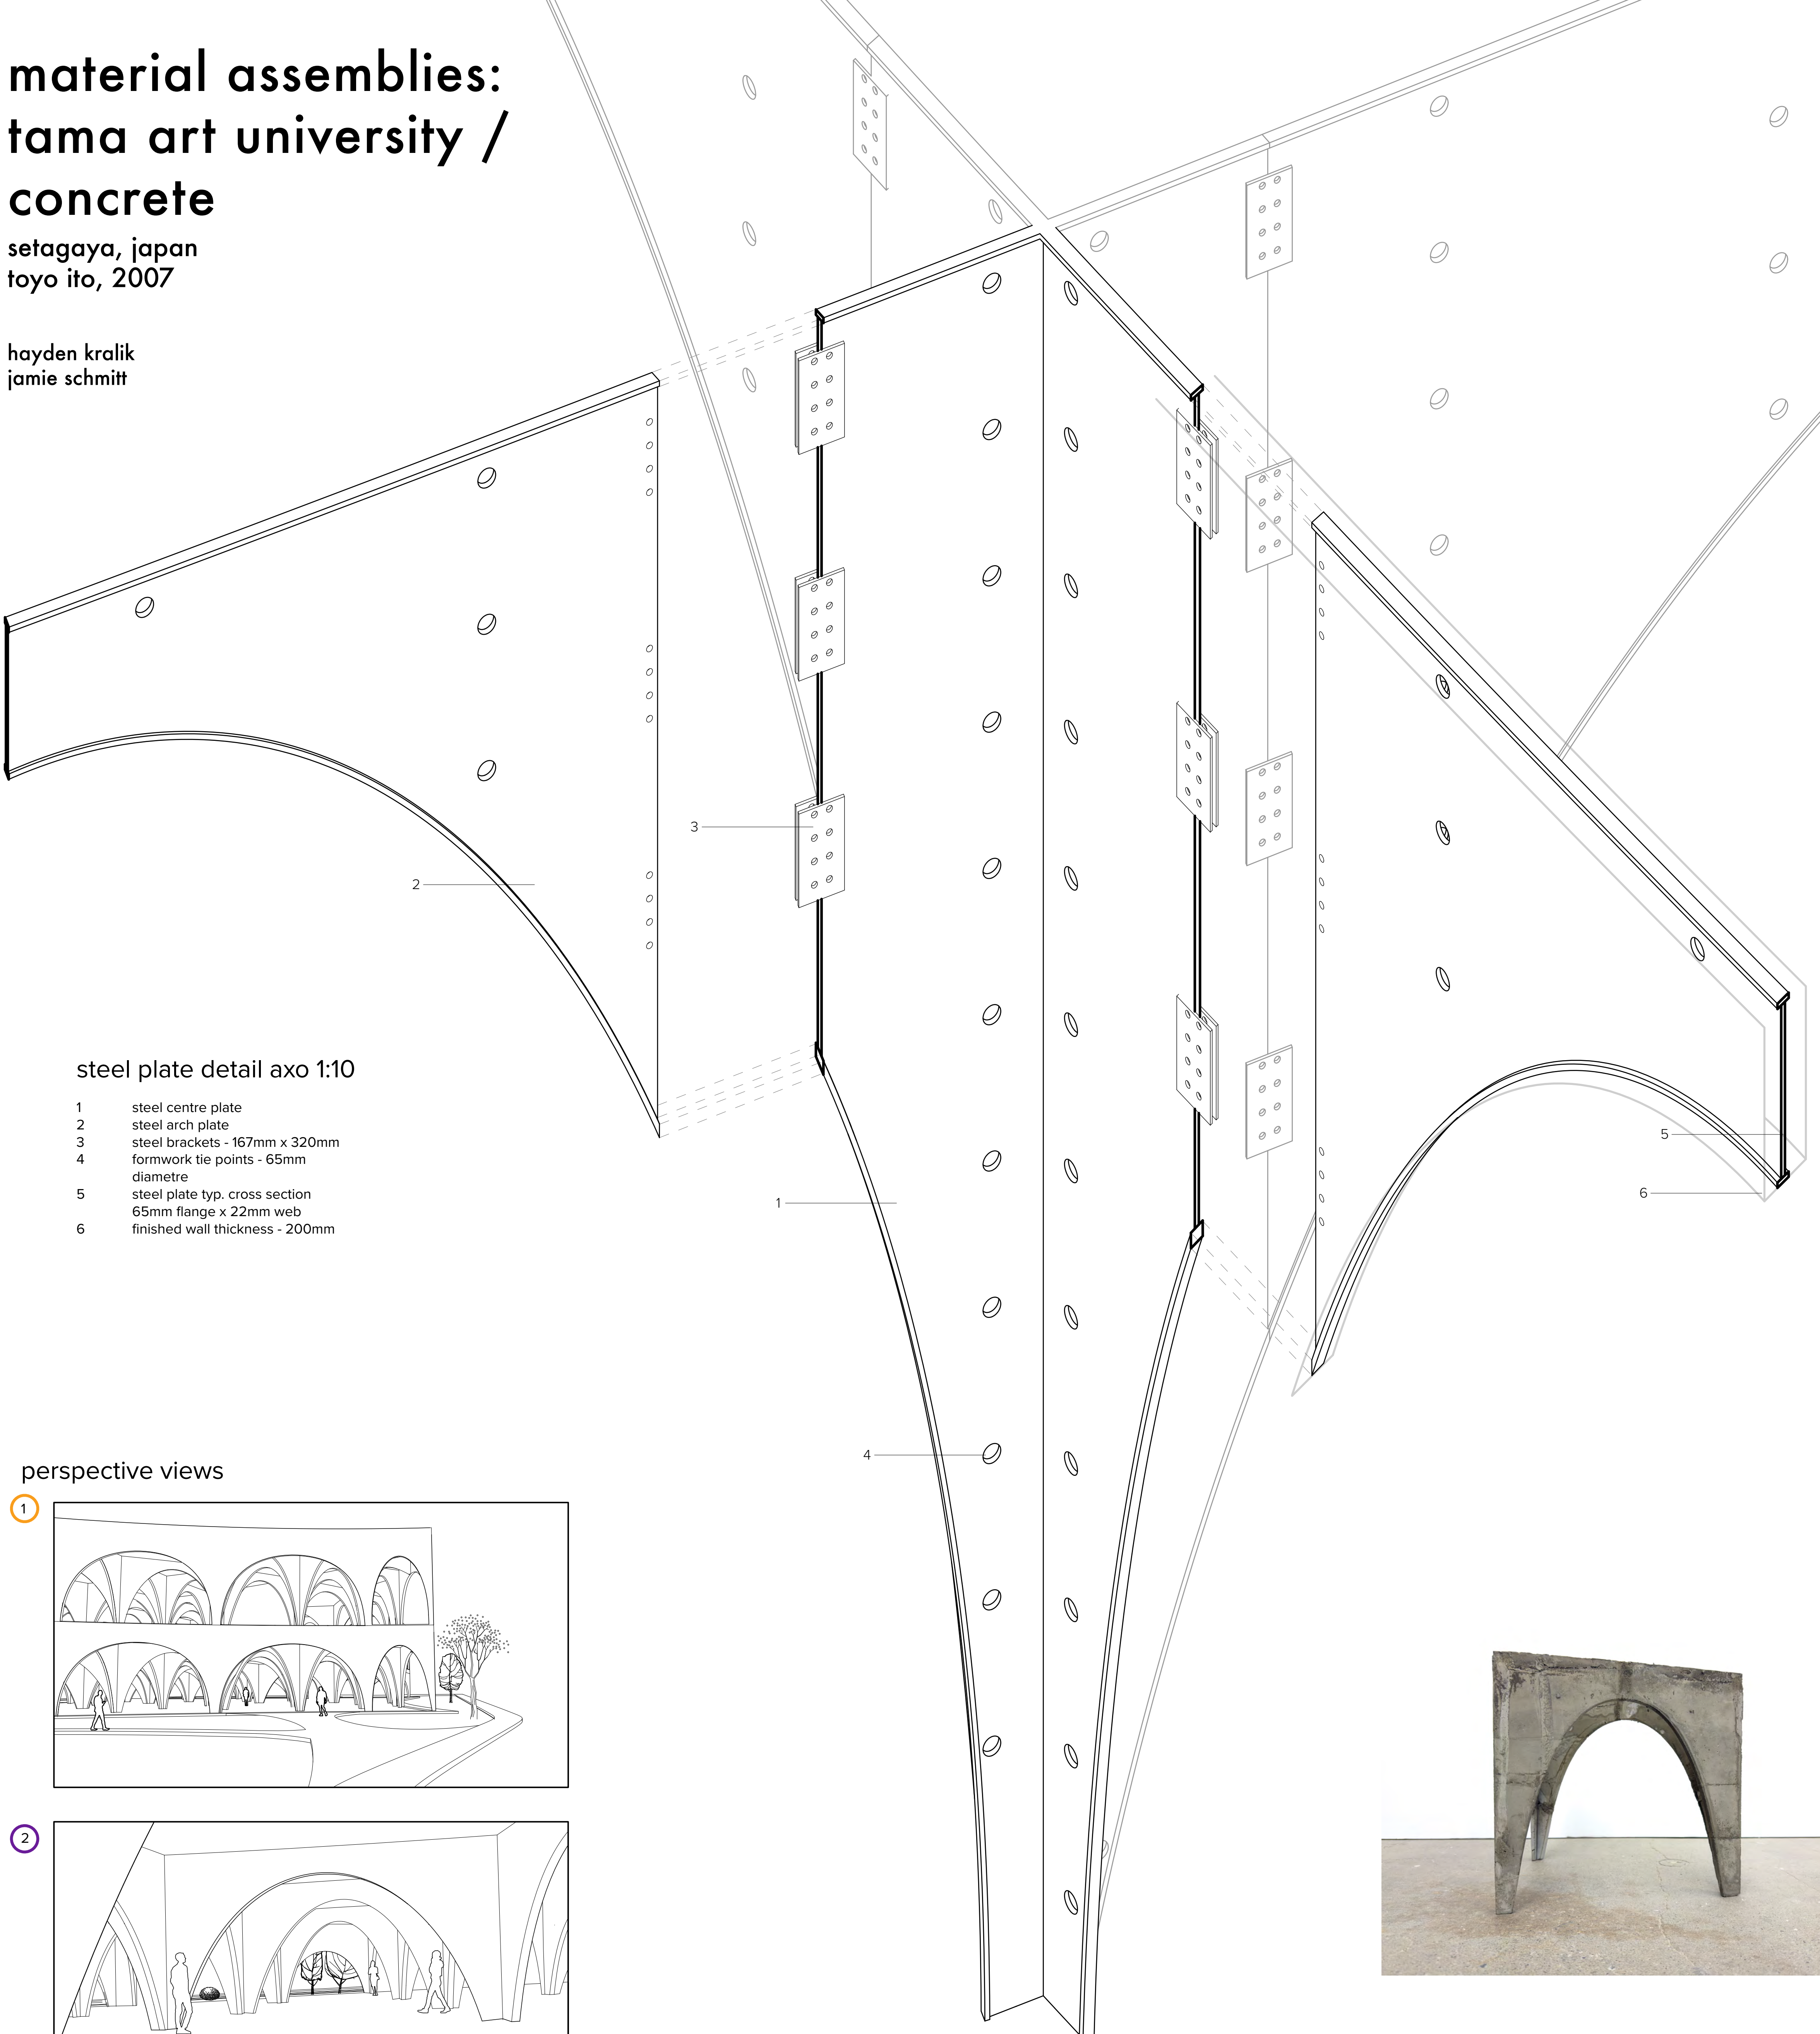 material assemblies:
tama art university /
concrete
setagaya, japan
toyo ito, 2007
hayden kralik
jamie schmitt
3
2
steel plate detail axo 1:10
1 steel centre plate
2 steel arch plate
3 steel brackets - 167mm x 320mm
4 formwork tie points - 65mm
diametre
5 steel plate typ. cross section
65mm flange x 22mm web
6 finished wall thickness - 200mm
5
6
1
4
perspective views
1
2